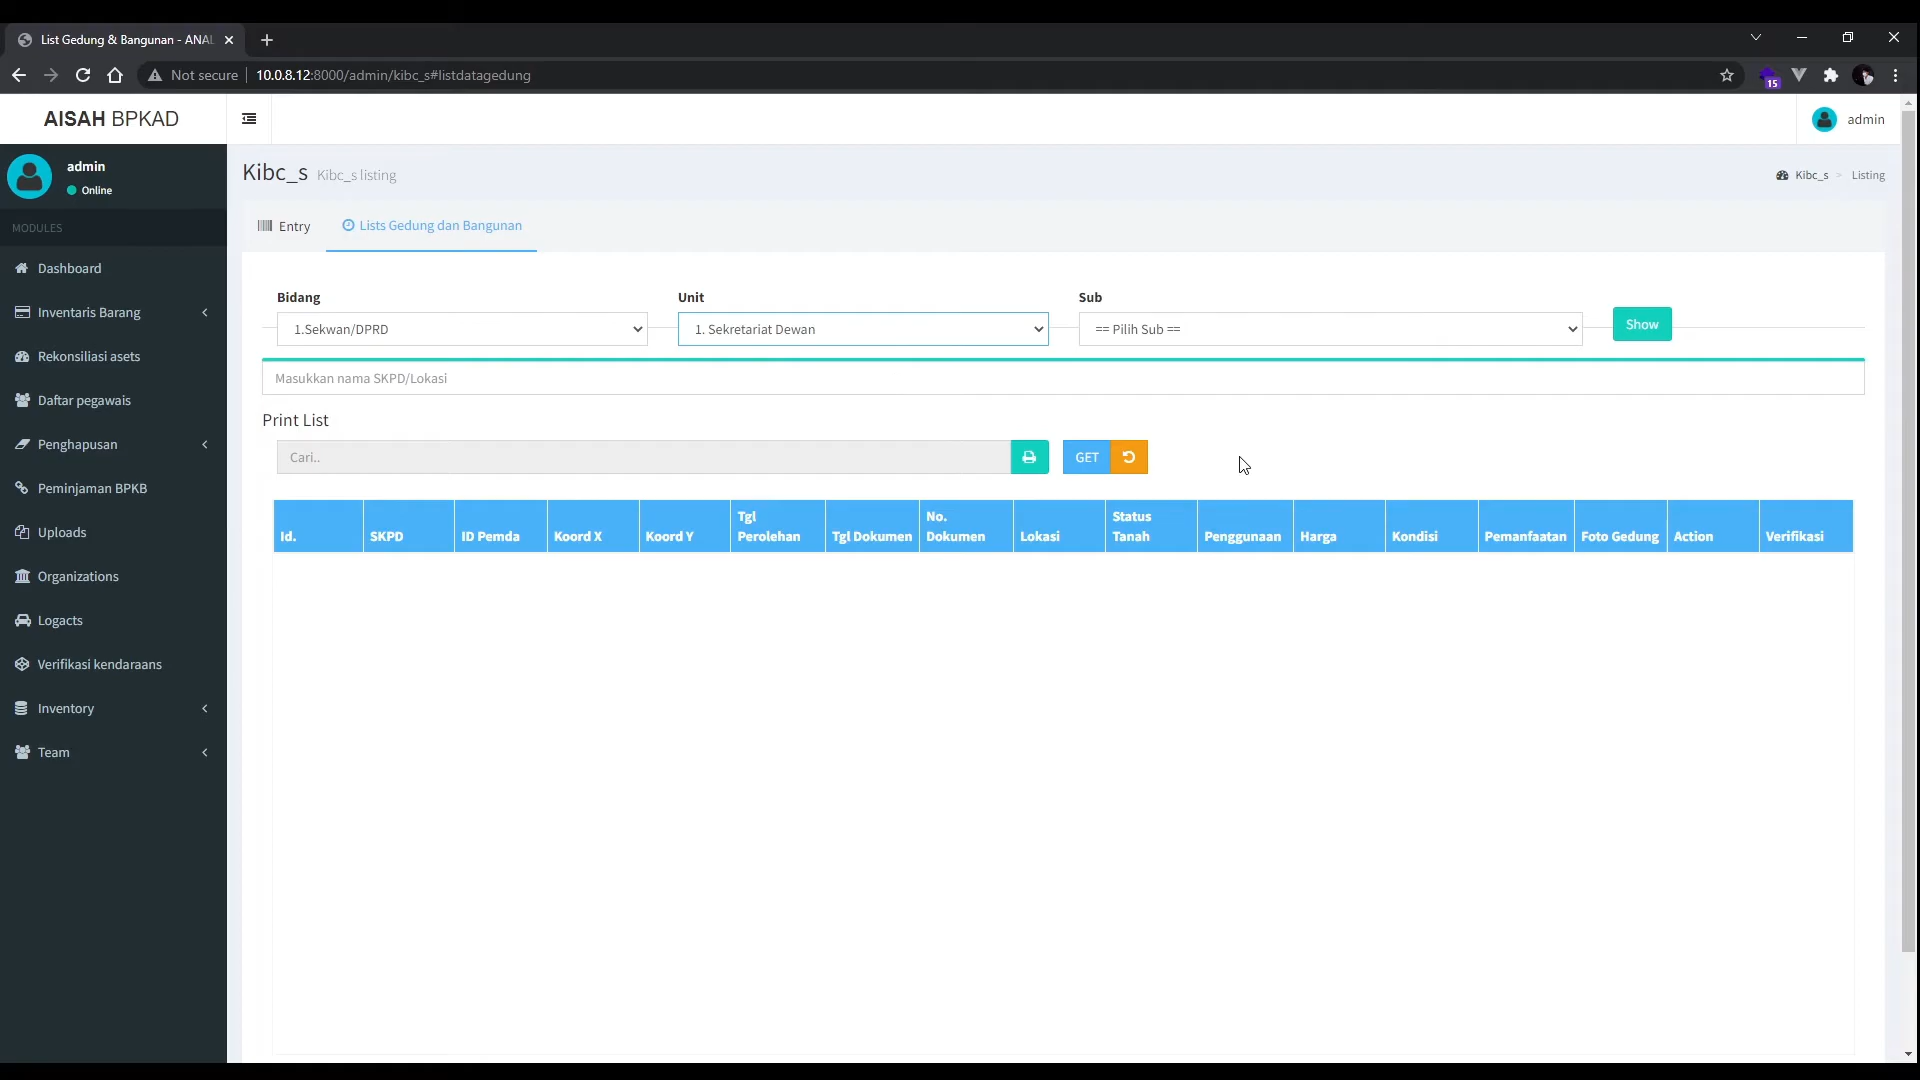 List Gedung & Bangunan - ANAL
Not secure
10.0.8.12:8000/admin/kibc_s#listdatagedung
15
AISAH BPKAD
admin
admin
Online
MODULES
Dashboard
Inventaris Barang
Rekonsiliasi asets
Daftar pegawais
Penghapusan
Peminjaman BPKB
Uploads
Organizations
Logacts
Verifikasi kendaraans
Inventory
Team
Kibc_s Kibc_s listing
Kibc_s > Listing
Entry
Lists Gedung dan Bangunan
Bidang
Unit
Sub
1.Sekwan/DPRD
1. Sekretariat Dewan
== Pilih Sub ==
Show
Masukkan nama SKPD/Lokasi
Print List
Cari..
GET
Id.
SKPD
ID Pemda
Koord X
Koord Y
Tgl
Perolehan
Tgl Dokumen
No.
Dokumen
Lokasi
Status
Tanah
Penggunaan
Harga
Kondisi
Pemanfaatan
Foto Gedung
Action
Verifikasi